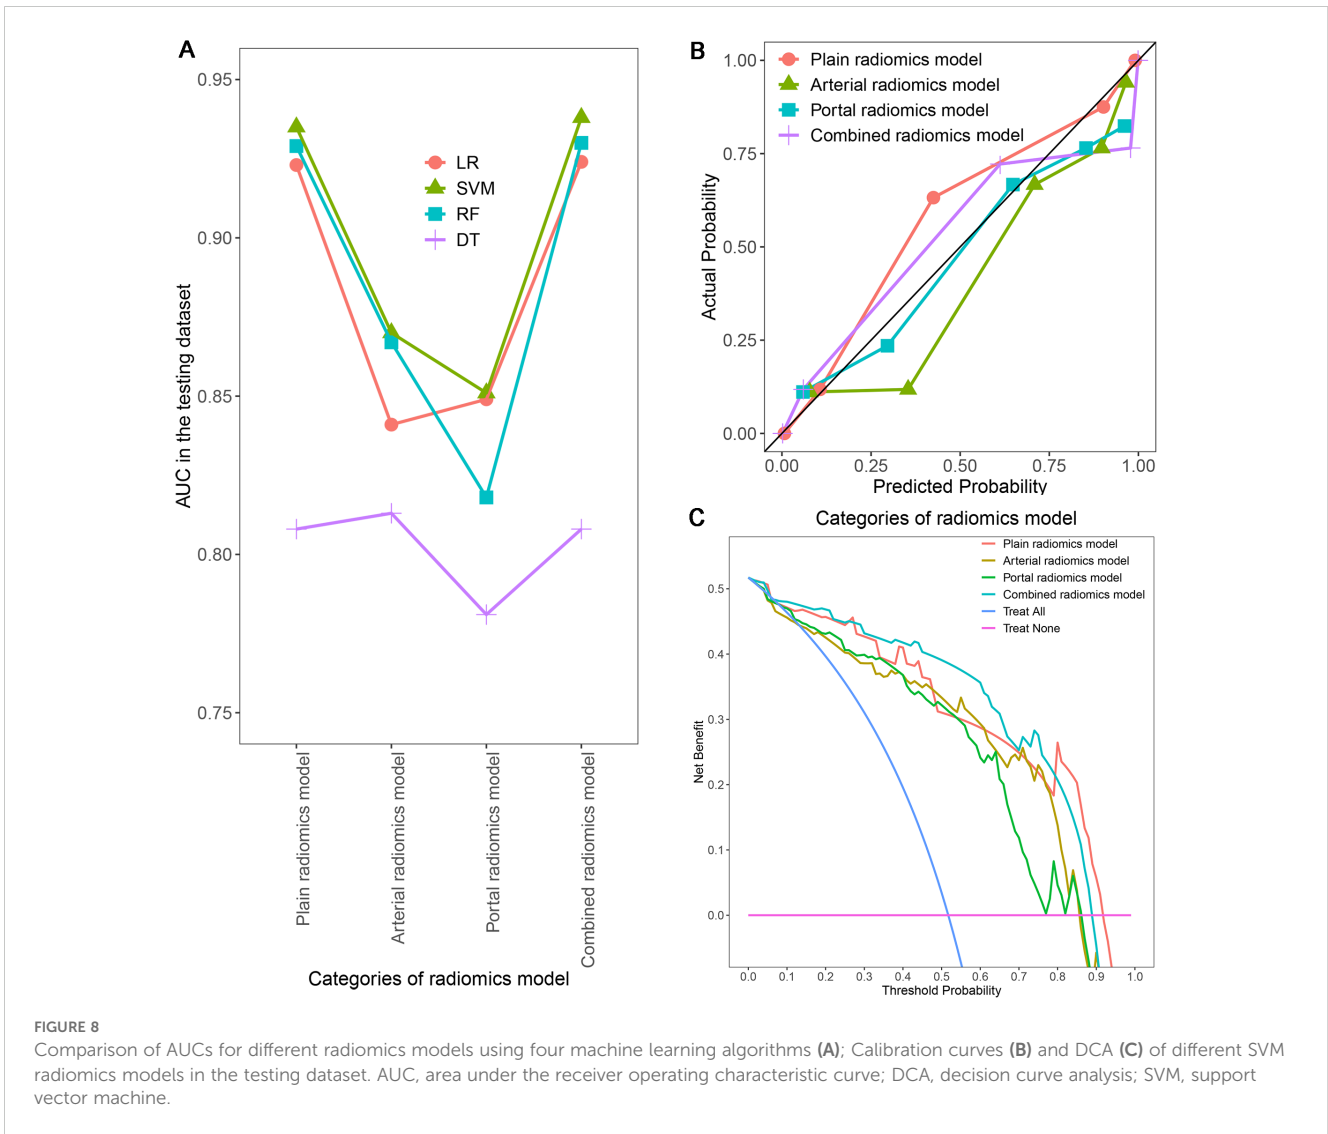 A
0.95
0.90
0.85
0.80
0.75
AUC in the testing dataset
LR
SVM
RF
DT
Plain radiomics model
Arterial radiomics model
Portal radiomics model
Combined radiomics model
Categories of radiomics model
B
1.00
0.75
0.50
0.25
0.00
Actual Probability
Plain radiomics model
Arterial radiomics model
Portal radiomics model
Combined radiomics model
0.00 0.25 0.50 0.75 1.00
Predicted Probability
C
Categories of radiomics model
0.5
0.4
0.3
0.2
0.1
0.0
Net Benefit
Plain radiomics model
Arterial radiomics model
Portal radiomics model
Combined radiomics model
Treat All
Treat None
0.0 0.1 0.2 0.3 0.4 0.5 0.6 0.7 0.8 0.9 1.0
Threshold Probability
FIGURE 8
Comparison of AUCs for different radiomics models using four machine learning algorithms (A); Calibration curves (B) and DCA (C) of different SVM
radiomics models in the testing dataset. AUC, area under the receiver operating characteristic curve; DCA, decision curve analysis; SVM, support
vector machine.